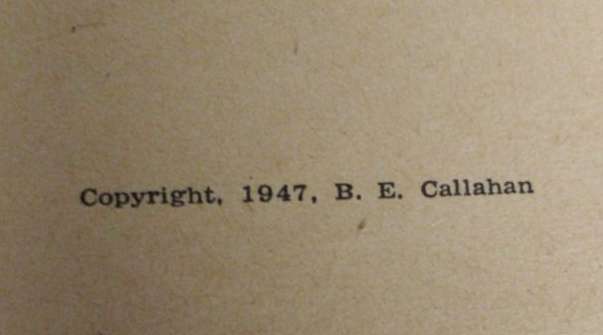 Copyright, 1947, B. E. Callahan